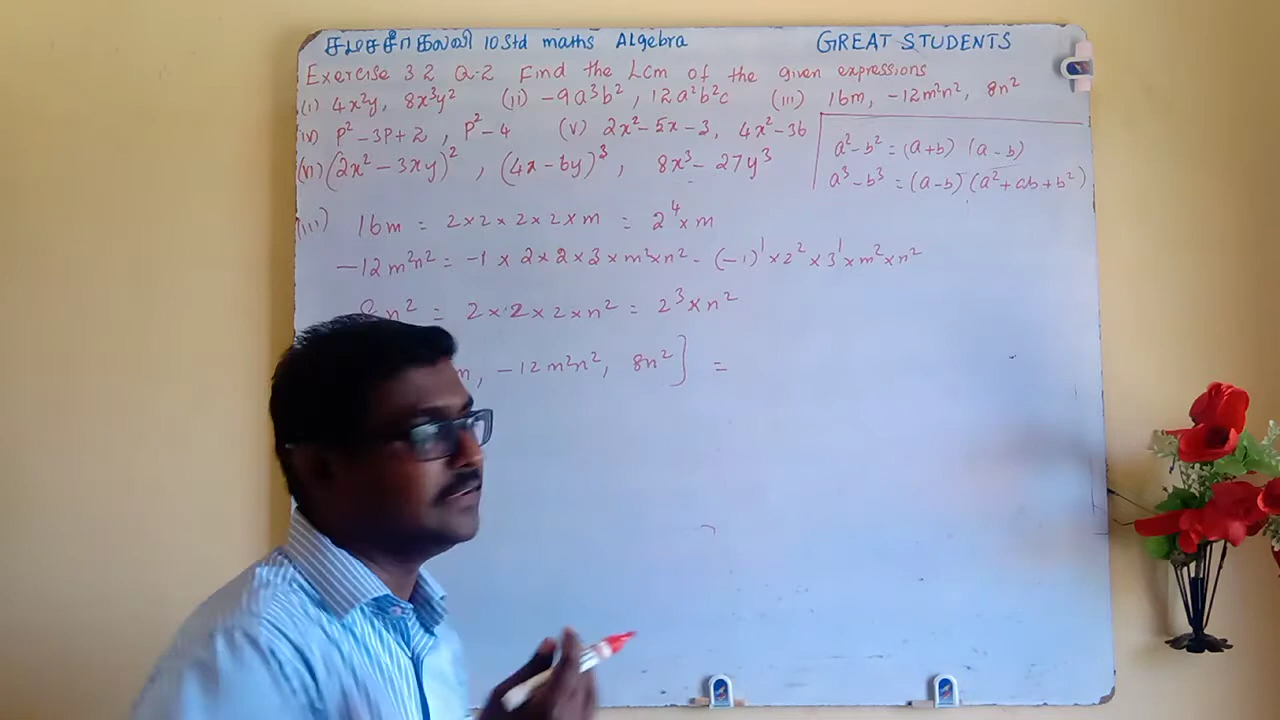 சமச்சீர் கல்வி 10 Std maths Algebra GREAT STUDENTS
Exercise 3.2 Q-2 Find the LCM of the given expressions
(i) 4x²y, 8x³y² (ii) -9a³b², 12a²b²c (iii) 16m, -12m²n², 8n²
iv) p²-3p+2, p²-4 (v) 2x²-5x-3, 4x²-36
(vi) (2x²-3xy)², (4x-6y)³, 8x³-27y³
a²-b² = (a+b) (a-b)
a³-b³ = (a-b) (a²+ab+b²)
(iii) 16m = 2×2×2×2×m = 2⁴×m
-12m²n² = -1 × 2×2×3×m²×n² = (-1)¹×2²×3¹×m²×n²
8n² = 2×2×2×n² = 2³×n²
m, -12m²n², 8n²] =